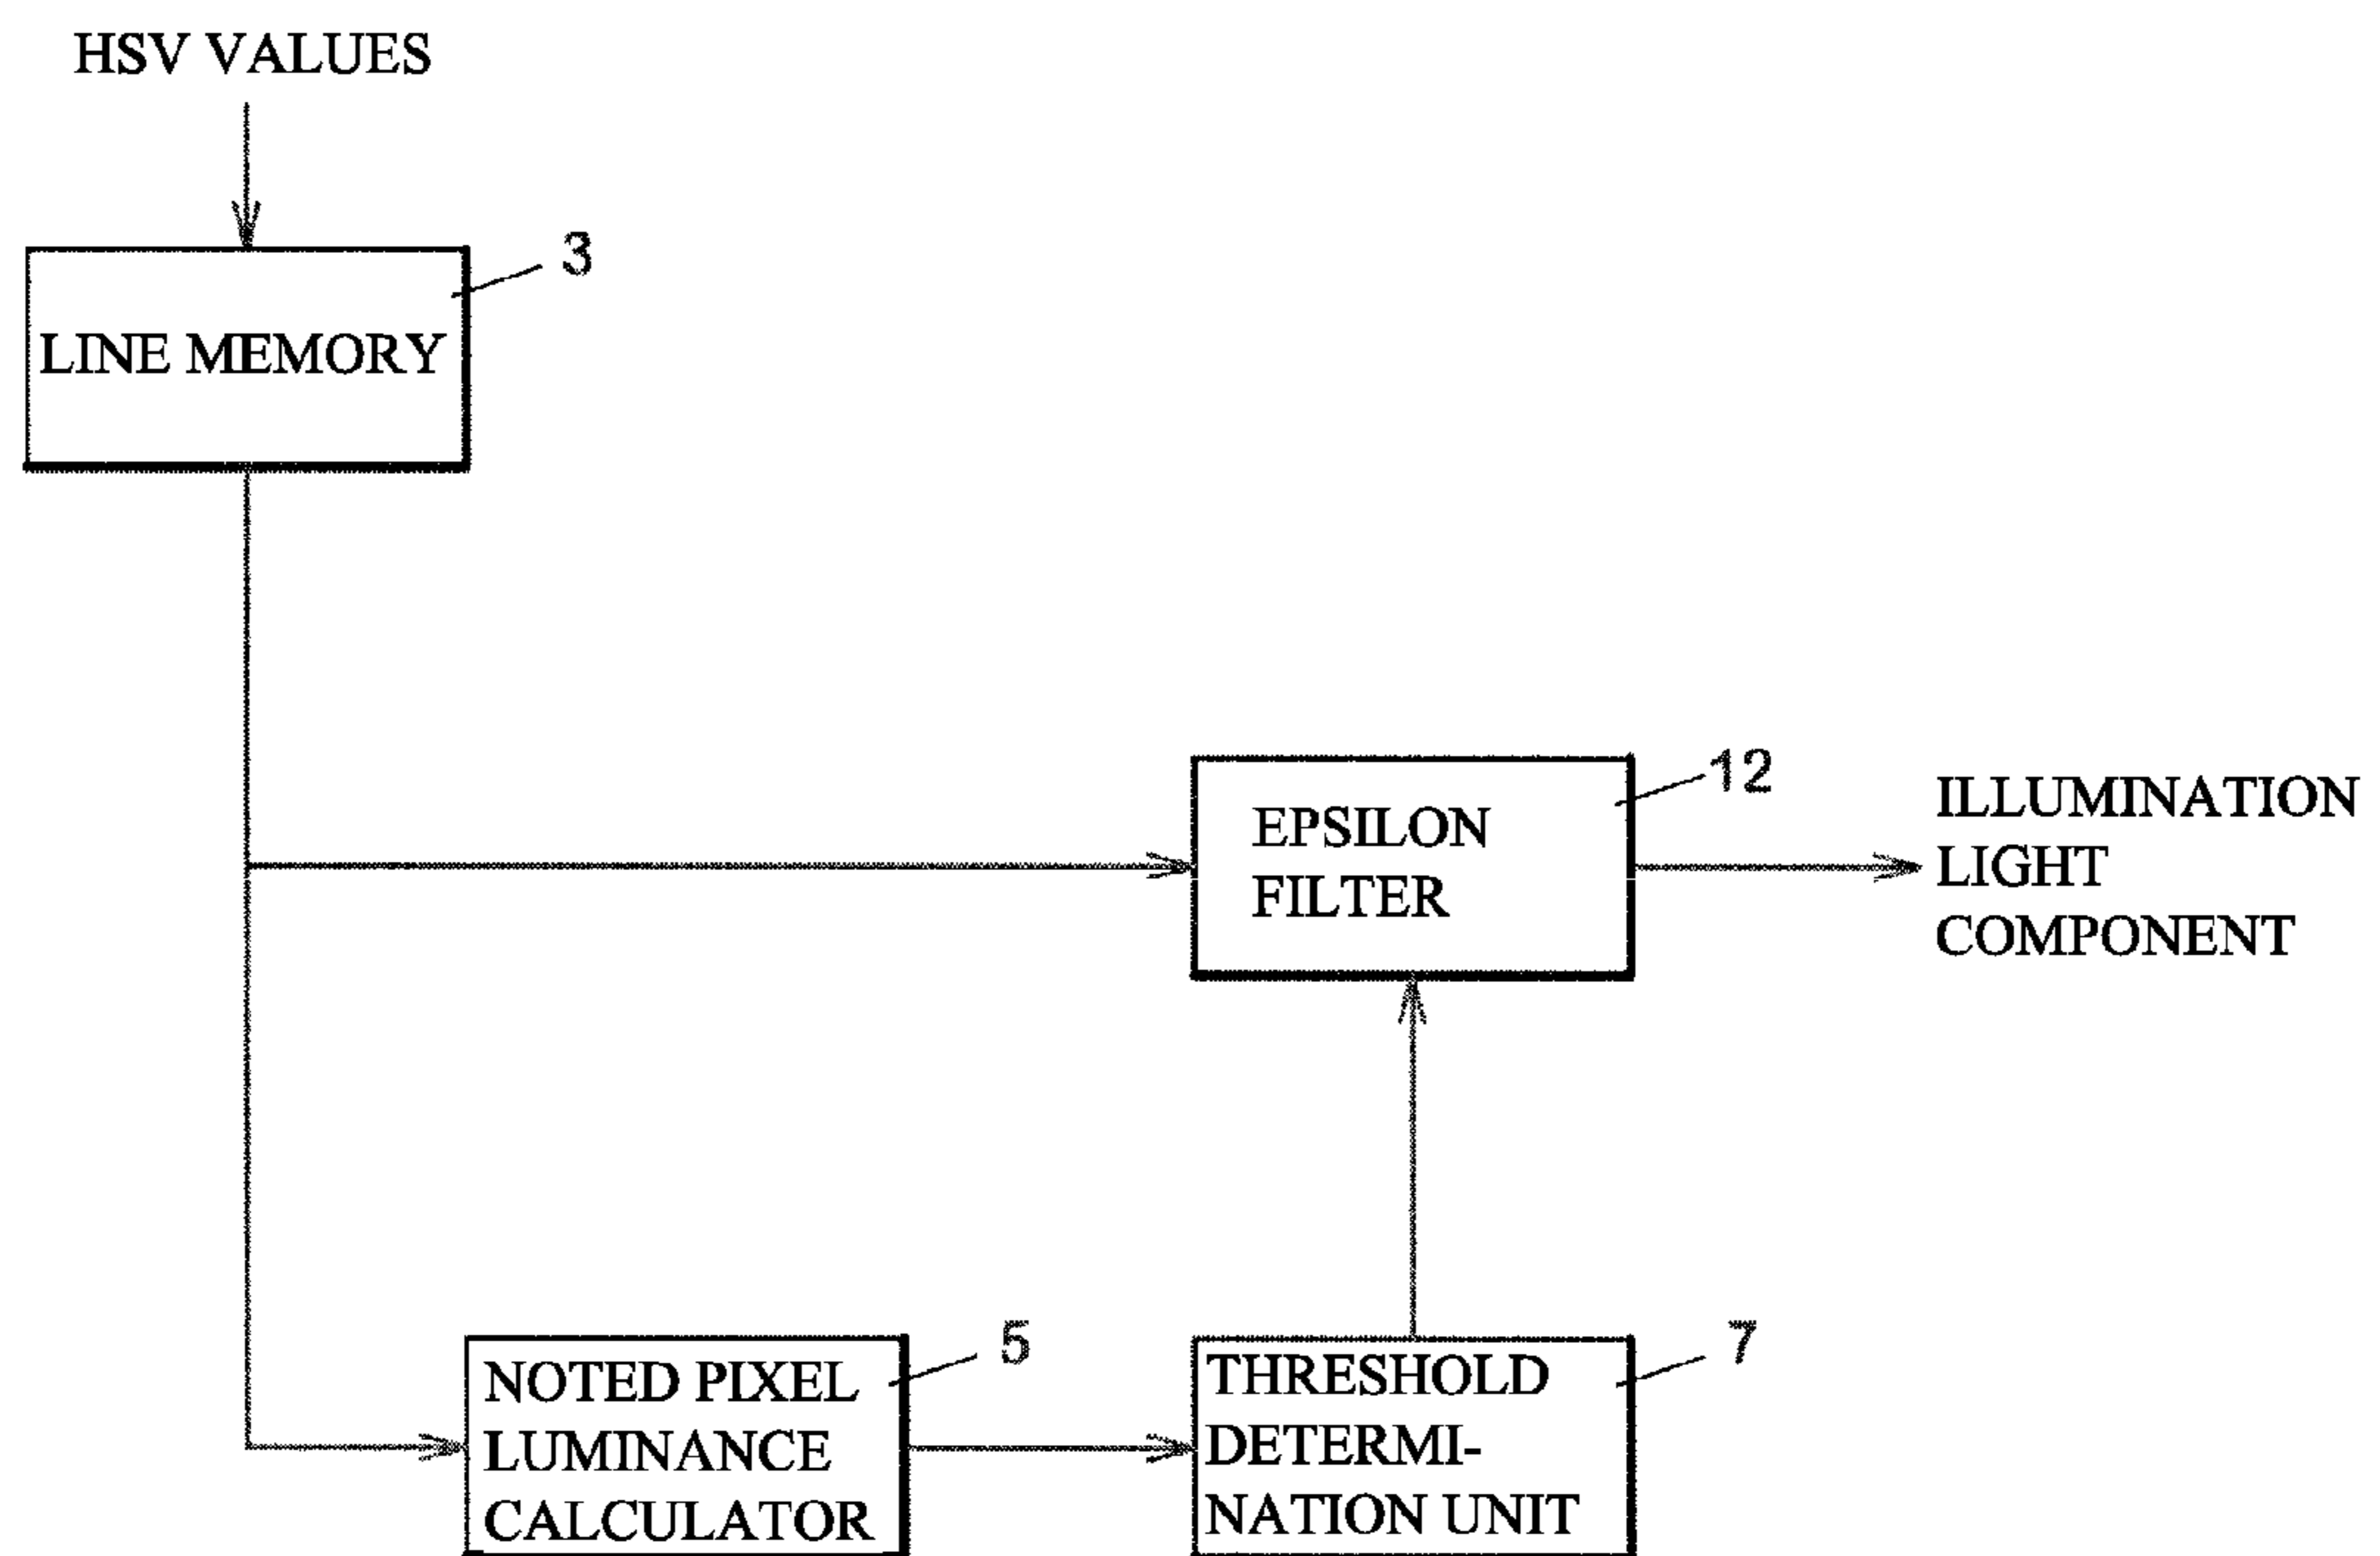 HSV VALUES
3
LINE MEMORY
12
EPSILON
FILTER
ILLUMINATION
LIGHT
COMPONENT
5
NOTED PIXEL
LUMINANCE
CALCULATOR
7
THRESHOLD
DETERMI-
NATION UNIT